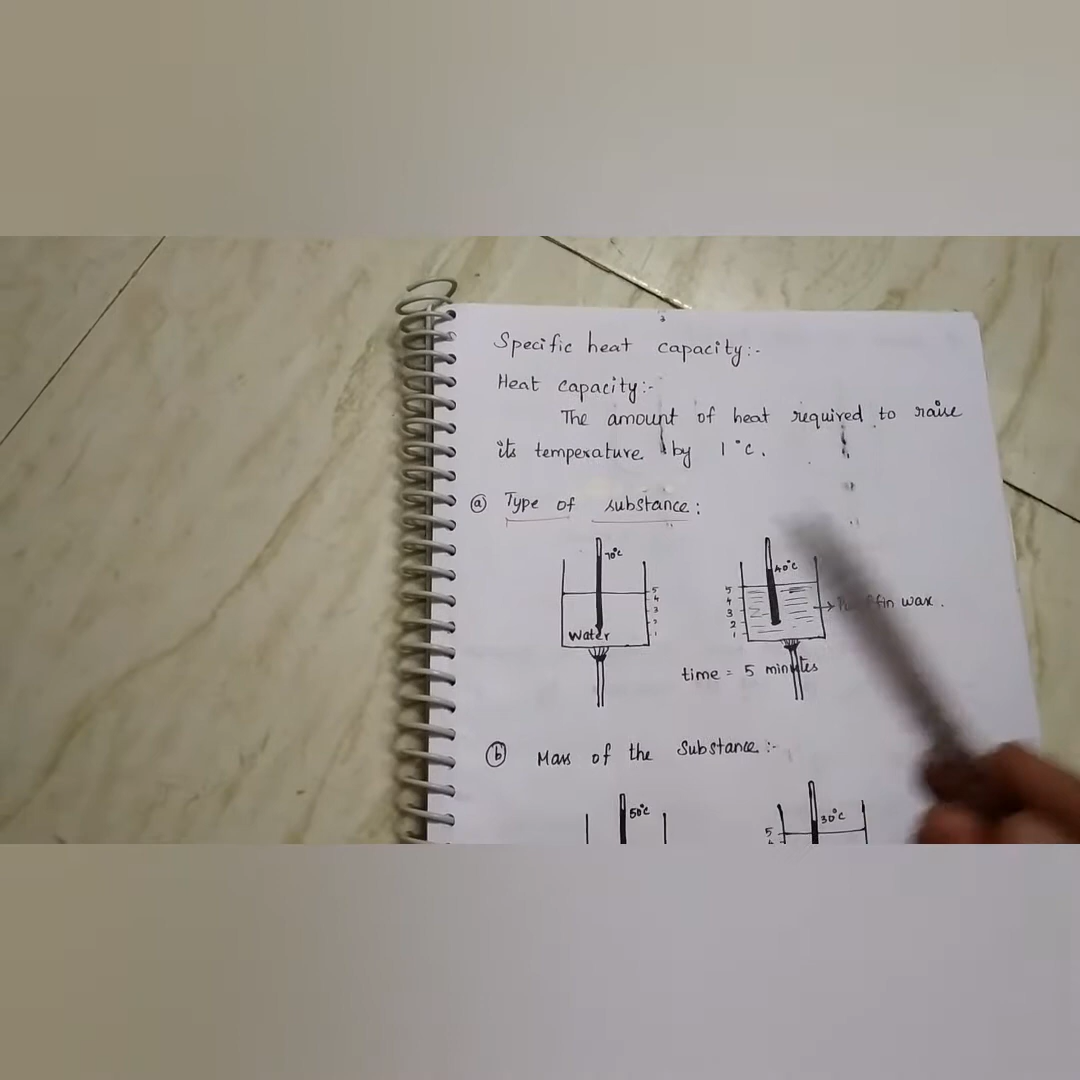 Specific heat capacity:-
Heat capacity:-
The amount of heat required to raise
its temperature by 1°c.
ⓐ Type of substance:
70°c
40°c
5
4
3
2
1
Water
5
4
3
2
1
fin wax.
time = 5 minutes
ⓑ Mass of the Substance:-
50°c
30°c
5